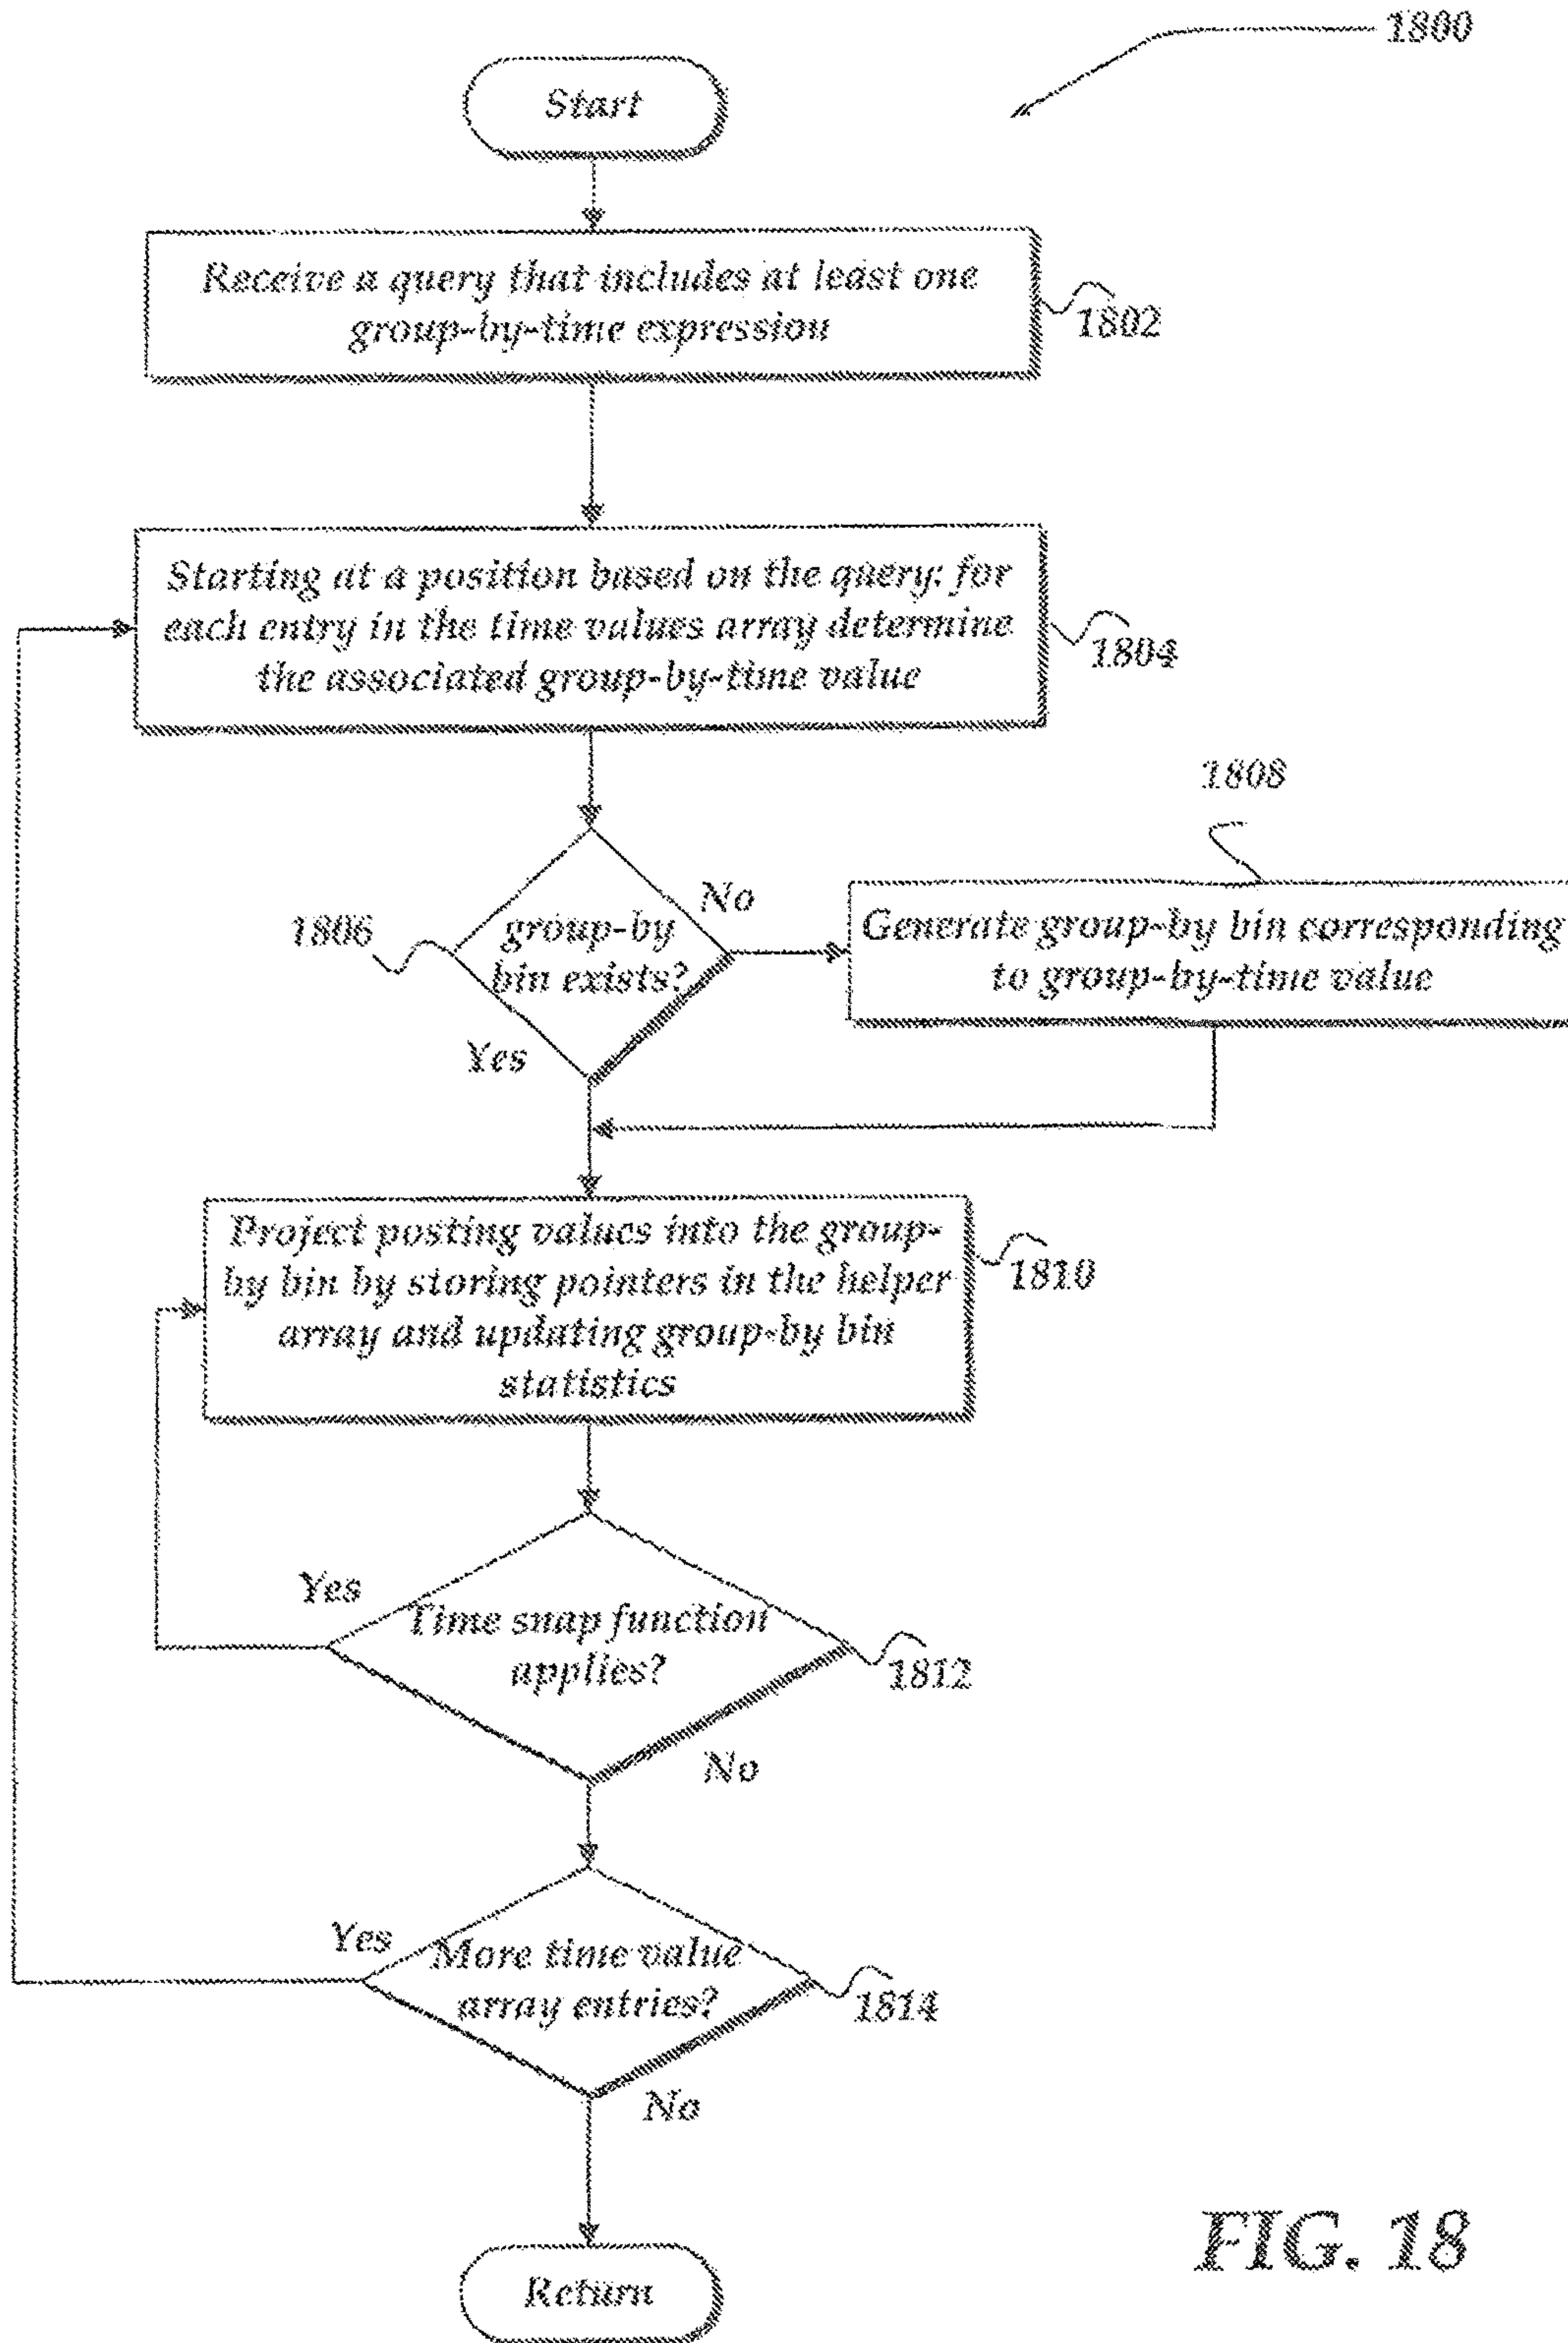 1800
Start
Receive a query that includes at least one
group-by-time expression
1802
Starting at a position based on the query: for
each entry in the time values array determine
the associated group-by-time value
1804
1808
No
1806
group-by
bin exists?
Generate group-by bin corresponding
to group-by-time value
Yes
Project posting values into the group-
by bin by storing pointers in the helper
array and updating group-by bin
statistics
1810
Yes
Time snap function
applies?
1812
No
Yes
More time value
array entries?
1814
No
Return
FIG. 18